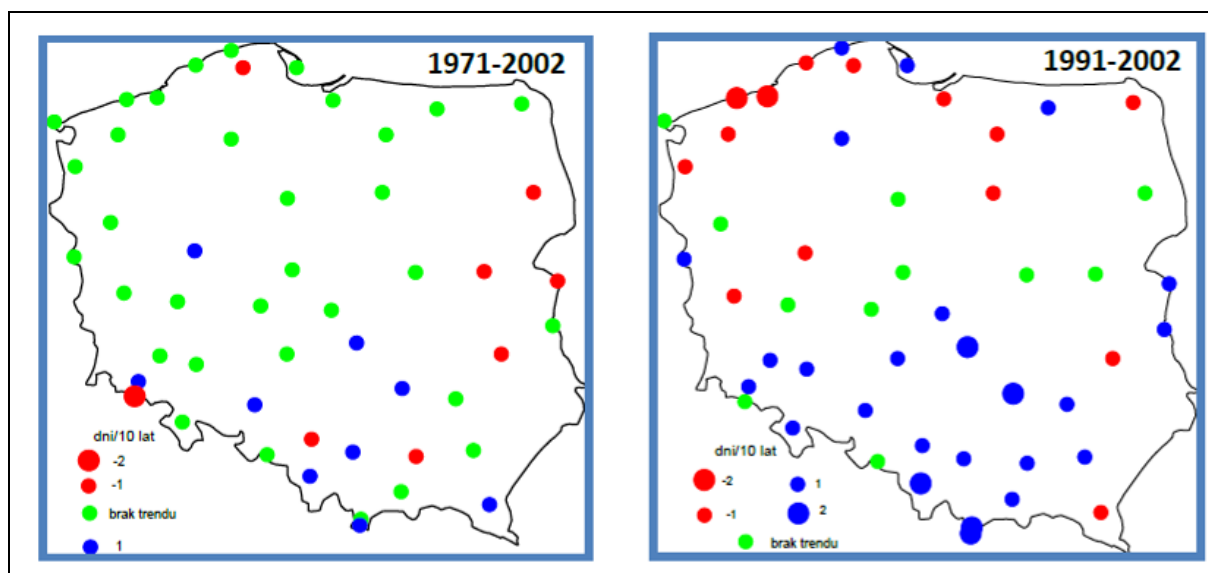 1971-2002
dni/10 lat
-2
-1
brak trendu
1
1991-2002
dni/10 lat
-2
1
-1
2
brak trendu